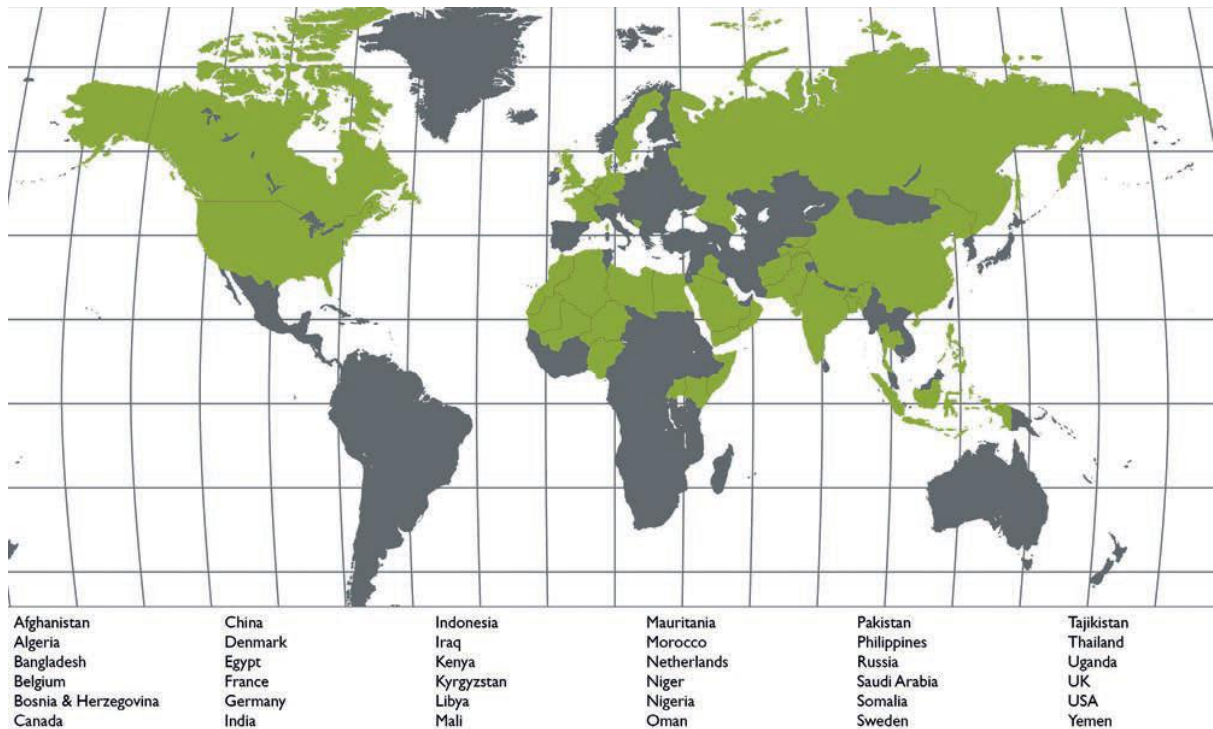 Afghanistan China Indonesia Mauritania Pakistan Tajikistan
Algeria Denmark Iraq Morocco Philippines Thailand
Bangladesh Egypt Kenya Netherlands Russia Uganda
Belgium France Kyrgyzstan Niger Saudi Arabia UK
Bosnia & Herzegovina Germany Libya Nigeria Somalia USA
Canada India Mali Oman Sweden Yemen